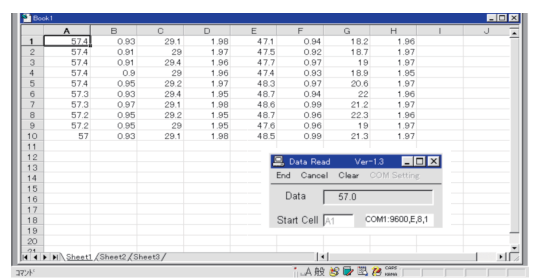 Book1
A B C D E F G H I J
1 57.4 0.93 29.1 1.98 47.1 0.94 18.2 1.96
2 57.4 0.91 29 1.97 47.5 0.92 18.7 1.97
3 57.4 0.91 29.4 1.96 47.7 0.97 19 1.97
4 57.4 0.9 29 1.96 47.4 0.93 18.9 1.95
5 57.4 0.95 29.2 1.97 48.3 0.97 20.6 1.97
6 57.3 0.93 29.4 1.95 48.7 0.94 22 1.96
7 57.3 0.97 29.1 1.98 48.6 0.99 21.2 1.97
8 57.2 0.95 29.2 1.95 48.7 0.96 22.3 1.96
9 57.2 0.95 29 1.95 47.6 0.96 19 1.97
10 57 0.93 29.1 1.98 48.5 0.99 21.3 1.97
11
12
13
14
15
16
17
18
19
20
21
Data Read Ver-1.3
End Cancel Clear COM Setting
Data 57.0
Start Cell A1 COM1:9600,E,8,1
Sheet1 Sheet2 Sheet3
コマンド A 般 CAPS KANA